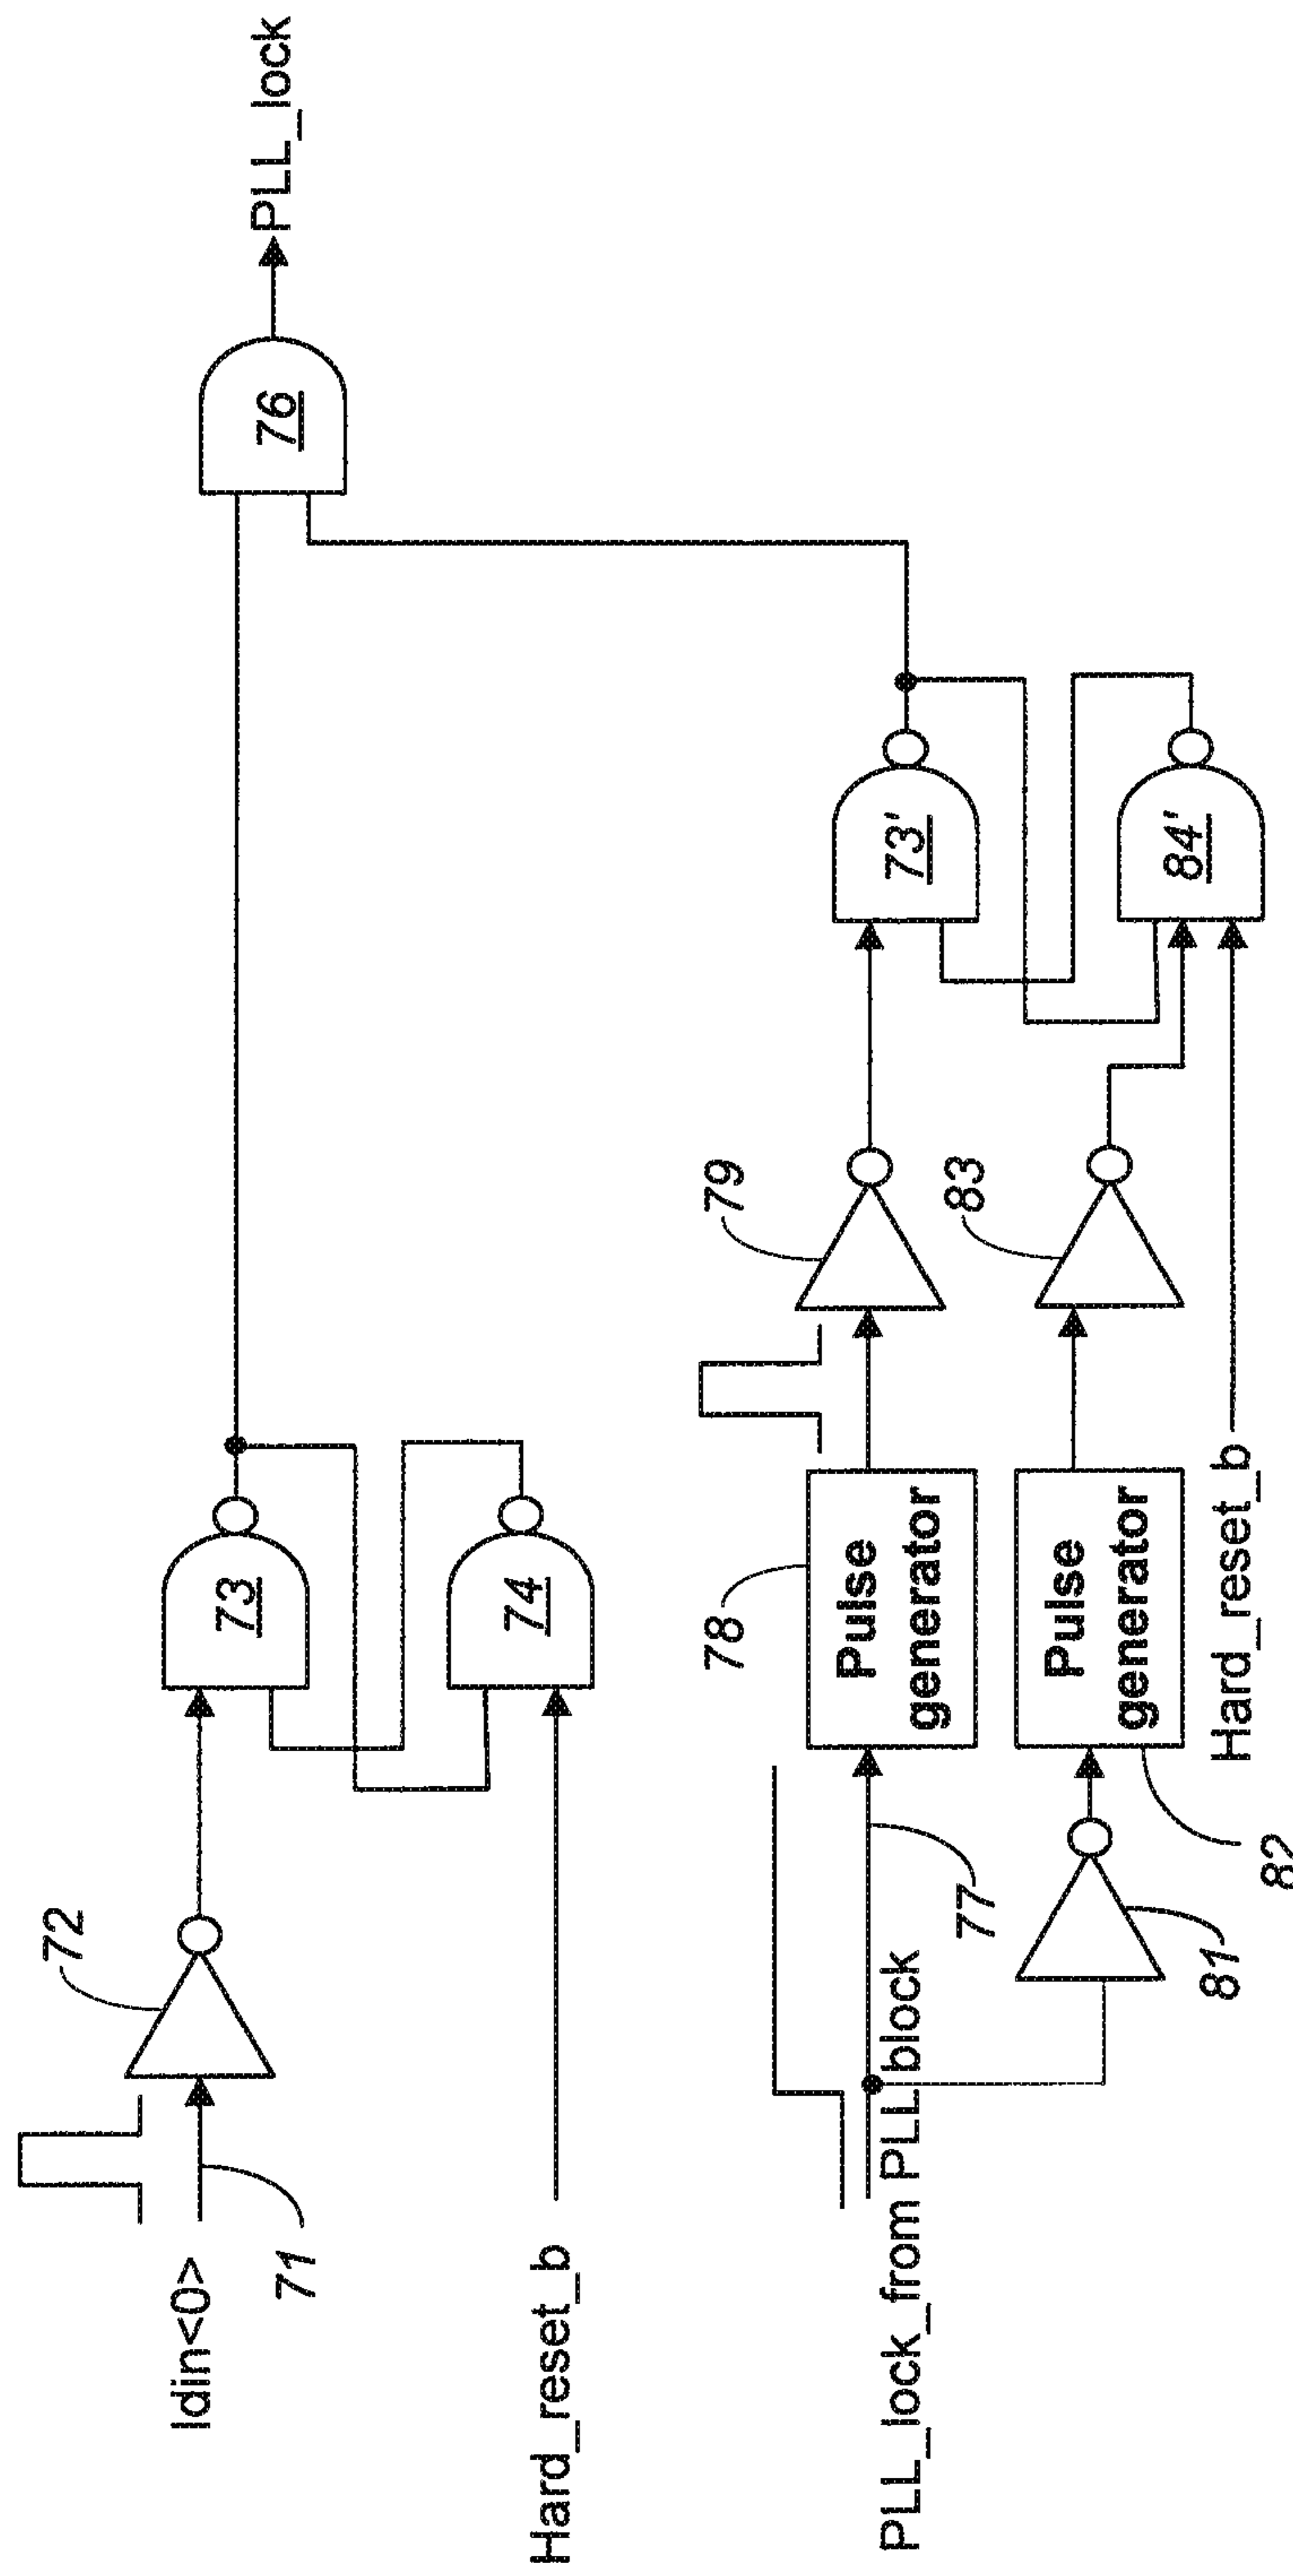 PLL_lock
76
Idin<0>
71
72
73
74
Hard_reset_b
PLL_lock_from PLL block
77
78
Pulse
generator
79
73'
81
82
Pulse
generator
83
84'
Hard_reset_b